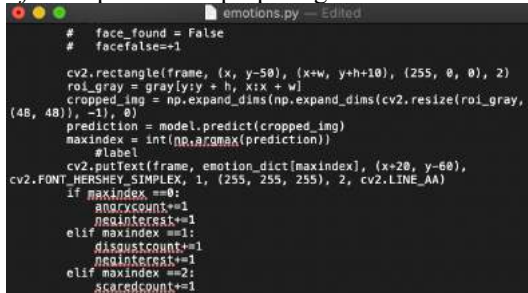 emotions.py — Edited
#   face_found = False
#   facefalse=+1
cv2.rectangle(frame, (x, y-50), (x+w, y+h+10), (255, 0, 0), 2)
roi_gray = gray[y:y + h, x:x + w]
cropped_img = np.expand_dims(np.expand_dims(cv2.resize(roi_gray,
(48, 48)), -1), 0)
prediction = model.predict(cropped_img)
maxindex = int(np.argmax(prediction))
#label
cv2.putText(frame, emotion_dict[maxindex], (x+20, y-60),
cv2.FONT_HERSHEY_SIMPLEX, 1, (255, 255, 255), 2, cv2.LINE_AA)
if maxindex ==0:
angrycount+=1
neginterest+=1
elif maxindex ==1:
disgustcount+=1
neginterest+=1
elif maxindex ==2:
scaredcount+=1